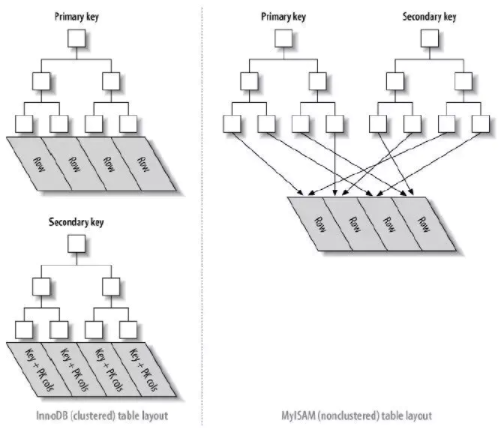 Primary key
Row
Row
Row
Row
Secondary key
Key + PK cols
Key + PK cols
Key + PK cols
Key + PK cols
InnoDB (clustered) table layout
Primary key
Secondary key
Row
Row
Row
Row
MyISAM (nonclustered) table layout